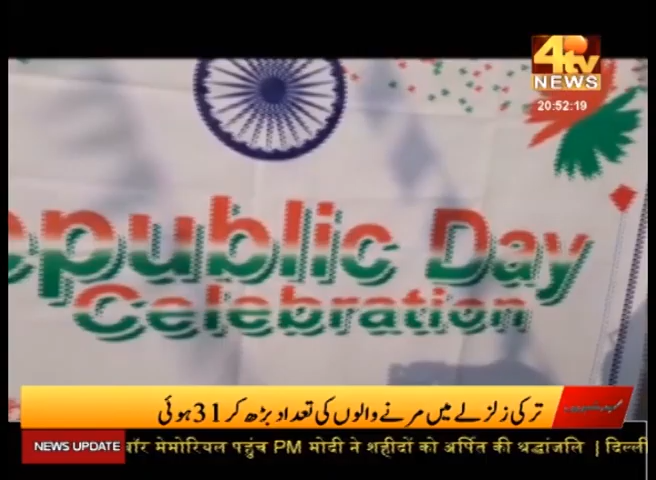 4tv
NEWS
20:52:19
epublic Day
Celebration
ترکی زلزلے میں مرنے والوں کی تعداد بڑھ کر 31 ہوئی
NEWS UPDATE वॉर मेमोरियल पहुंच PM मोदी ने शहीदों को अर्पित की श्रद्धांजलि | दिल्ली